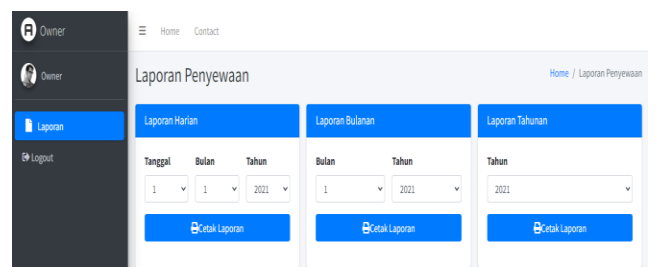 Owner
Home Contact
Owner
Laporan
Logout
Laporan Penyewaan
Home / Laporan Penyewaan
Laporan Harian
Tanggal Bulan Tahun
1 1 2021
Cetak Laporan
Laporan Bulanan
Bulan Tahun
1 2021
Cetak Laporan
Laporan Tahunan
Tahun
2021
Cetak Laporan